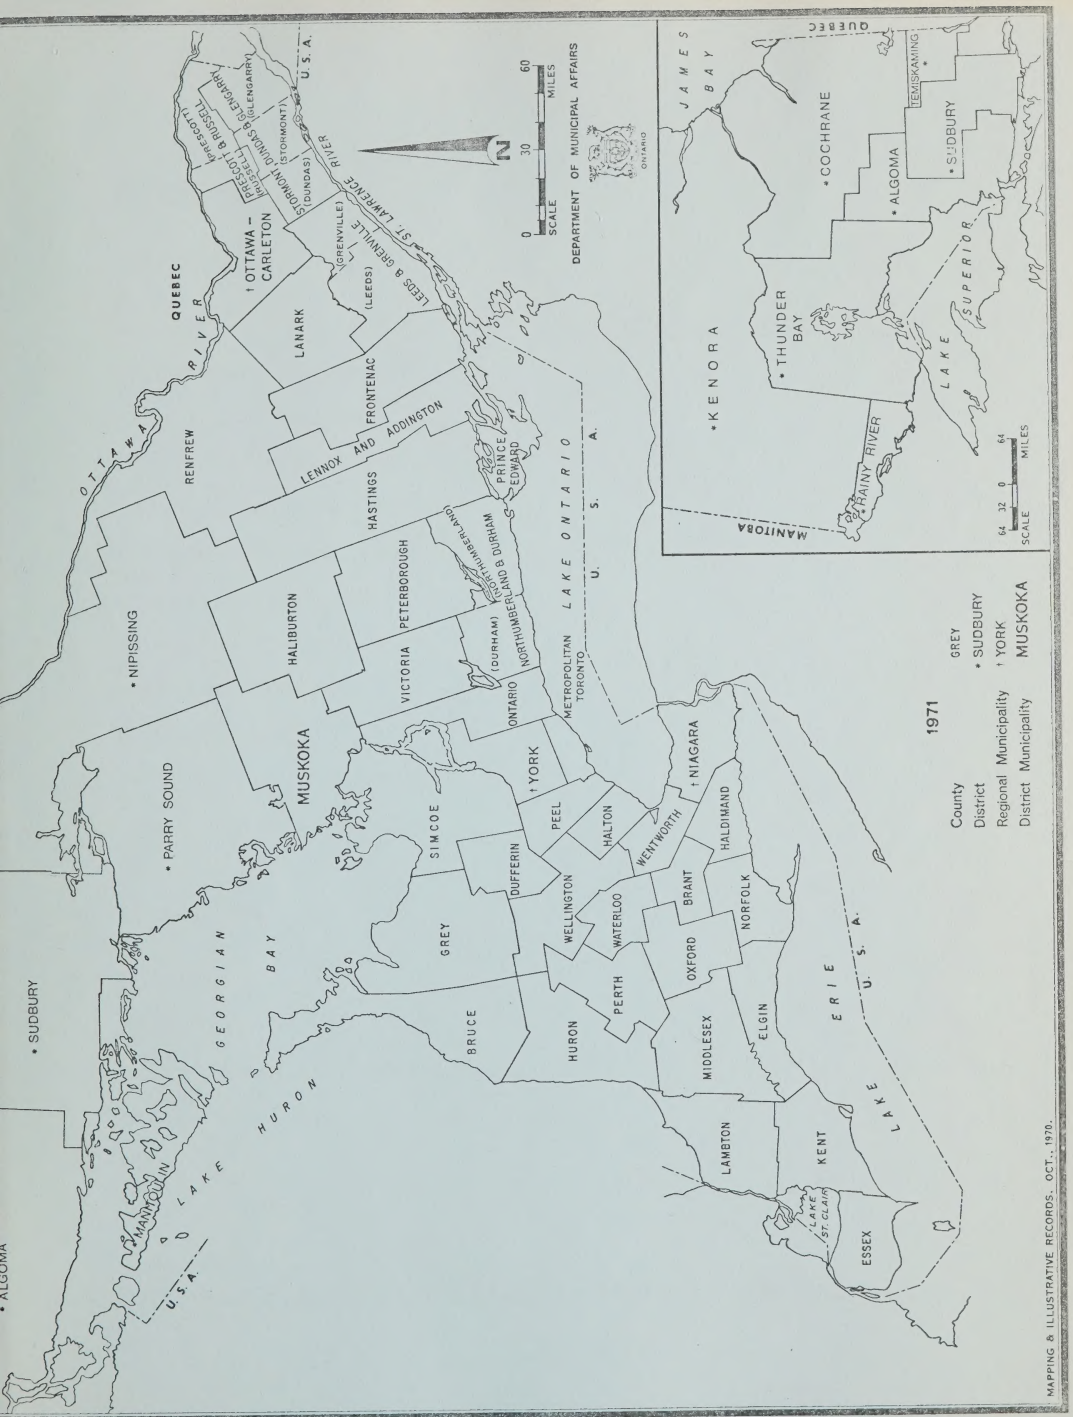 * ALGOMA
* SUDBURY
* MANITOULIN
U. S. A.
LAKE
HURON
GEORGIAN
BAY
* PARRY SOUND
* NIPISSING
MUSKOKA
HALIBURTON
RENFREW
OTTAWA RIVER
QUEBEC
† OTTAWA -
CARLETON
(PRESCOTT)
PRESCOTT & RUSSELL
(RUSSELL)
STORMONT, DUNDAS & GLENGARRY
(GLENGARRY)
(STORMONT)
(DUNDAS)
U. S. A.
LANARK
(GRENVILLE)
LEEDS & GRENVILLE
(LEEDS)
ST. LAWRENCE RIVER
FRONTENAC
LENNOX AND ADDINGTON
HASTINGS
PRINCE
EDWARD
PETERBOROUGH
VICTORIA
(NORTHUMBERLAND)
NORTHUMBERLAND & DURHAM
(DURHAM)
ONTARIO
METROPOLITAN
TORONTO
LAKE ONTARIO
U. S. A.
SIMCOE
† YORK
PEEL
HALTON
DUFFERIN
GREY
BRUCE
WELLINGTON
WATERLOO
WENTWORTH
† NIAGARA
HALDIMAND
BRANT
NORFOLK
OXFORD
PERTH
HURON
MIDDLESEX
ELGIN
LAMBTON
KENT
ESSEX
LAKE
ST. CLAIR
LAKE ERIE
U. S. A.
N
0 30 60
SCALE MILES
DEPARTMENT OF MUNICIPAL AFFAIRS
ONTARIO
JAMES
BAY
QUEBEC
* COCHRANE
TEMISKAMING
*
* SUDBURY
* ALGOMA
* KENORA
* THUNDER
BAY
* RAINY RIVER
MANITOBA
LAKE SUPERIOR
64 32 0 64
SCALE MILES
1971
County GREY
District * SUDBURY
Regional Municipality † YORK
District Municipality MUSKOKA
MAPPING & ILLUSTRATIVE RECORDS, OCT., 1970.